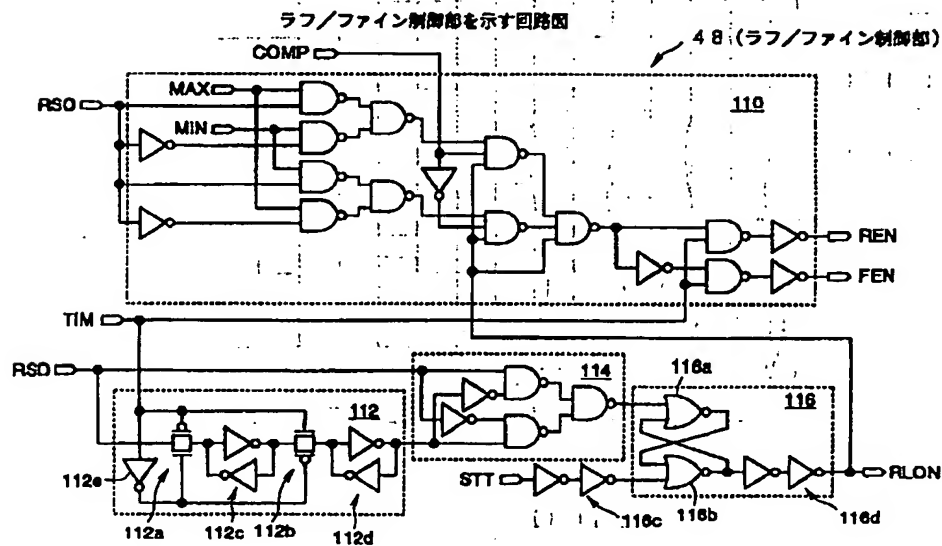 ラフ/ファイン制御部を示す回路図
48(ラフ/ファイン制御部)
COMP
MAX
RSO
MIN
110
REN
FEN
TIM
RSD
112
114
116a
116
112e
STT
RLON
112a
112c
112b
112d
116c
116b
116d